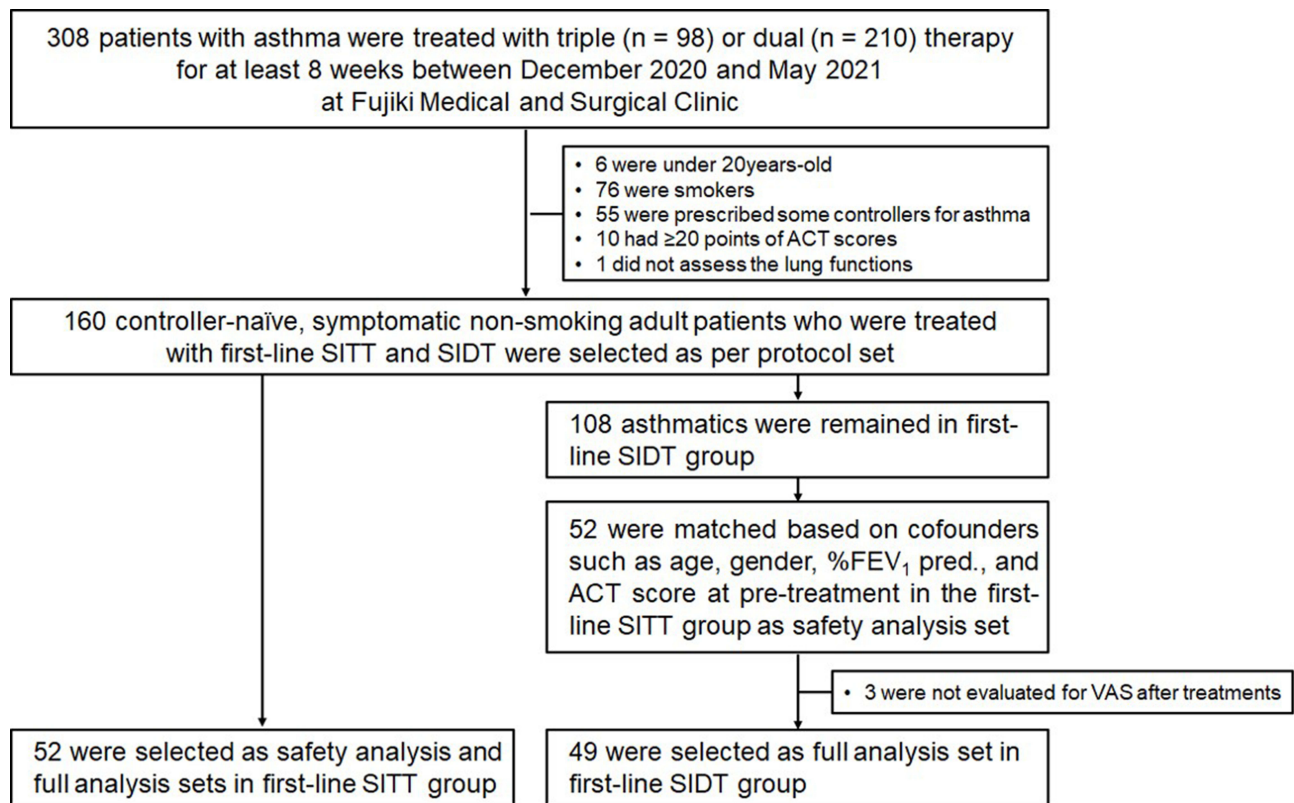 308 patients with asthma were treated with triple (n = 98) or dual (n = 210) therapy
for at least 8 weeks between December 2020 and May 2021
at Fujiki Medical and Surgical Clinic
• 6 were under 20years-old
• 76 were smokers
• 55 were prescribed some controllers for asthma
• 10 had ≥20 points of ACT scores
• 1 did not assess the lung functions
160 controller-naïve, symptomatic non-smoking adult patients who were treated
with first-line SITT and SIDT were selected as per protocol set
108 asthmatics were remained in first-
line SIDT group
52 were matched based on cofounders
such as age, gender, %FEV₁ pred., and
ACT score at pre-treatment in the first-
line SITT group as safety analysis set
• 3 were not evaluated for VAS after treatments
52 were selected as safety analysis and
full analysis sets in first-line SITT group
49 were selected as full analysis set in
first-line SIDT group